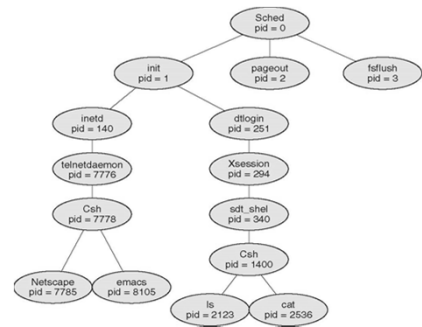 Sched
pid = 0
init
pid = 1
pageout
pid = 2
fsflush
pid = 3
inetd
pid = 140
dtlogin
pid = 251
telnetdaemon
pid = 7776
Xsession
pid = 294
Csh
pid = 7778
sdt_shel
pid = 340
Csh
pid = 1400
Netscape
pid = 7785
emacs
pid = 8105
ls
pid = 2123
cat
pid = 2536